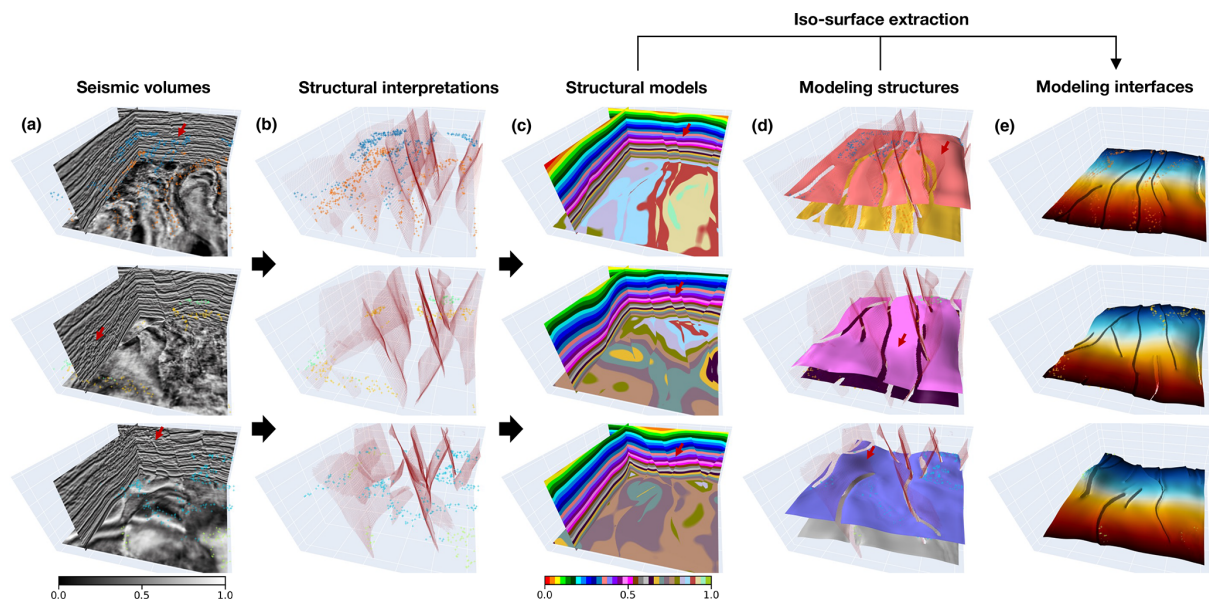 Iso-surface extraction
Seismic volumes
Structural interpretations
Structural models
Modeling structures
Modeling interfaces
(a)
(b)
(c)
(d)
(e)
0.0 0.5 1.0
0.0 0.5 1.0